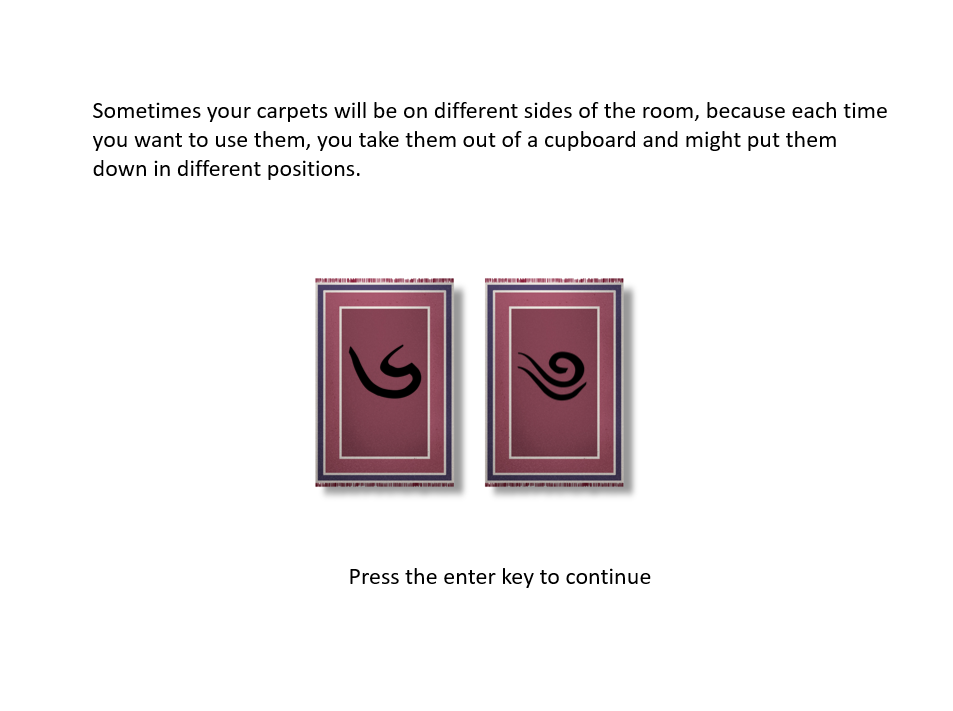 Sometimes your carpets will be on different sides of the room, because each time
you want to use them, you take them out of a cupboard and might put them
down in different positions.
Press the enter key to continue